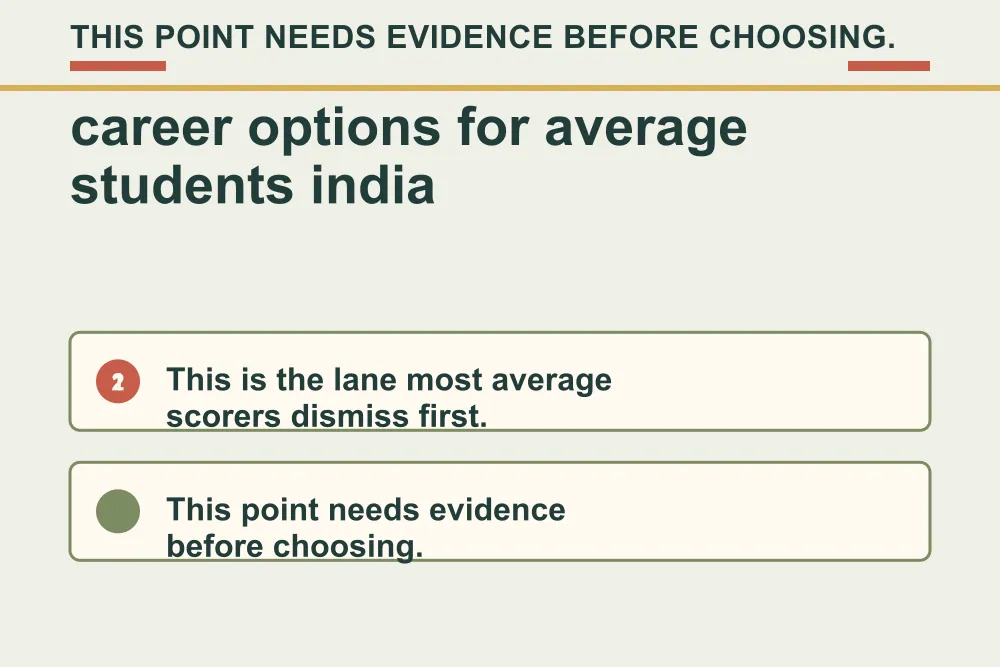 THIS POINT NEEDS EVIDENCE BEFORE CHOOSING.
career options for average
students india
2
This is the lane most average
scorers dismiss first.
This point needs evidence
before choosing.